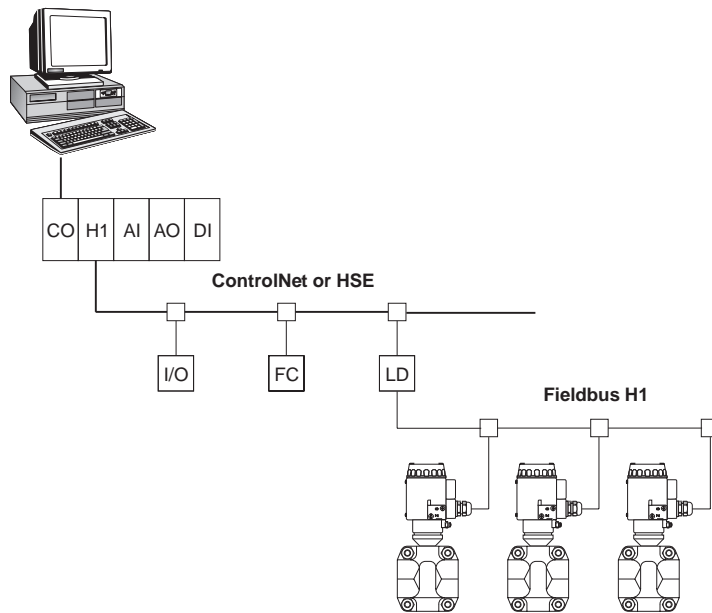 CO H1 AI AO DI
ControlNet or HSE
I/O FC LD
Fieldbus H1